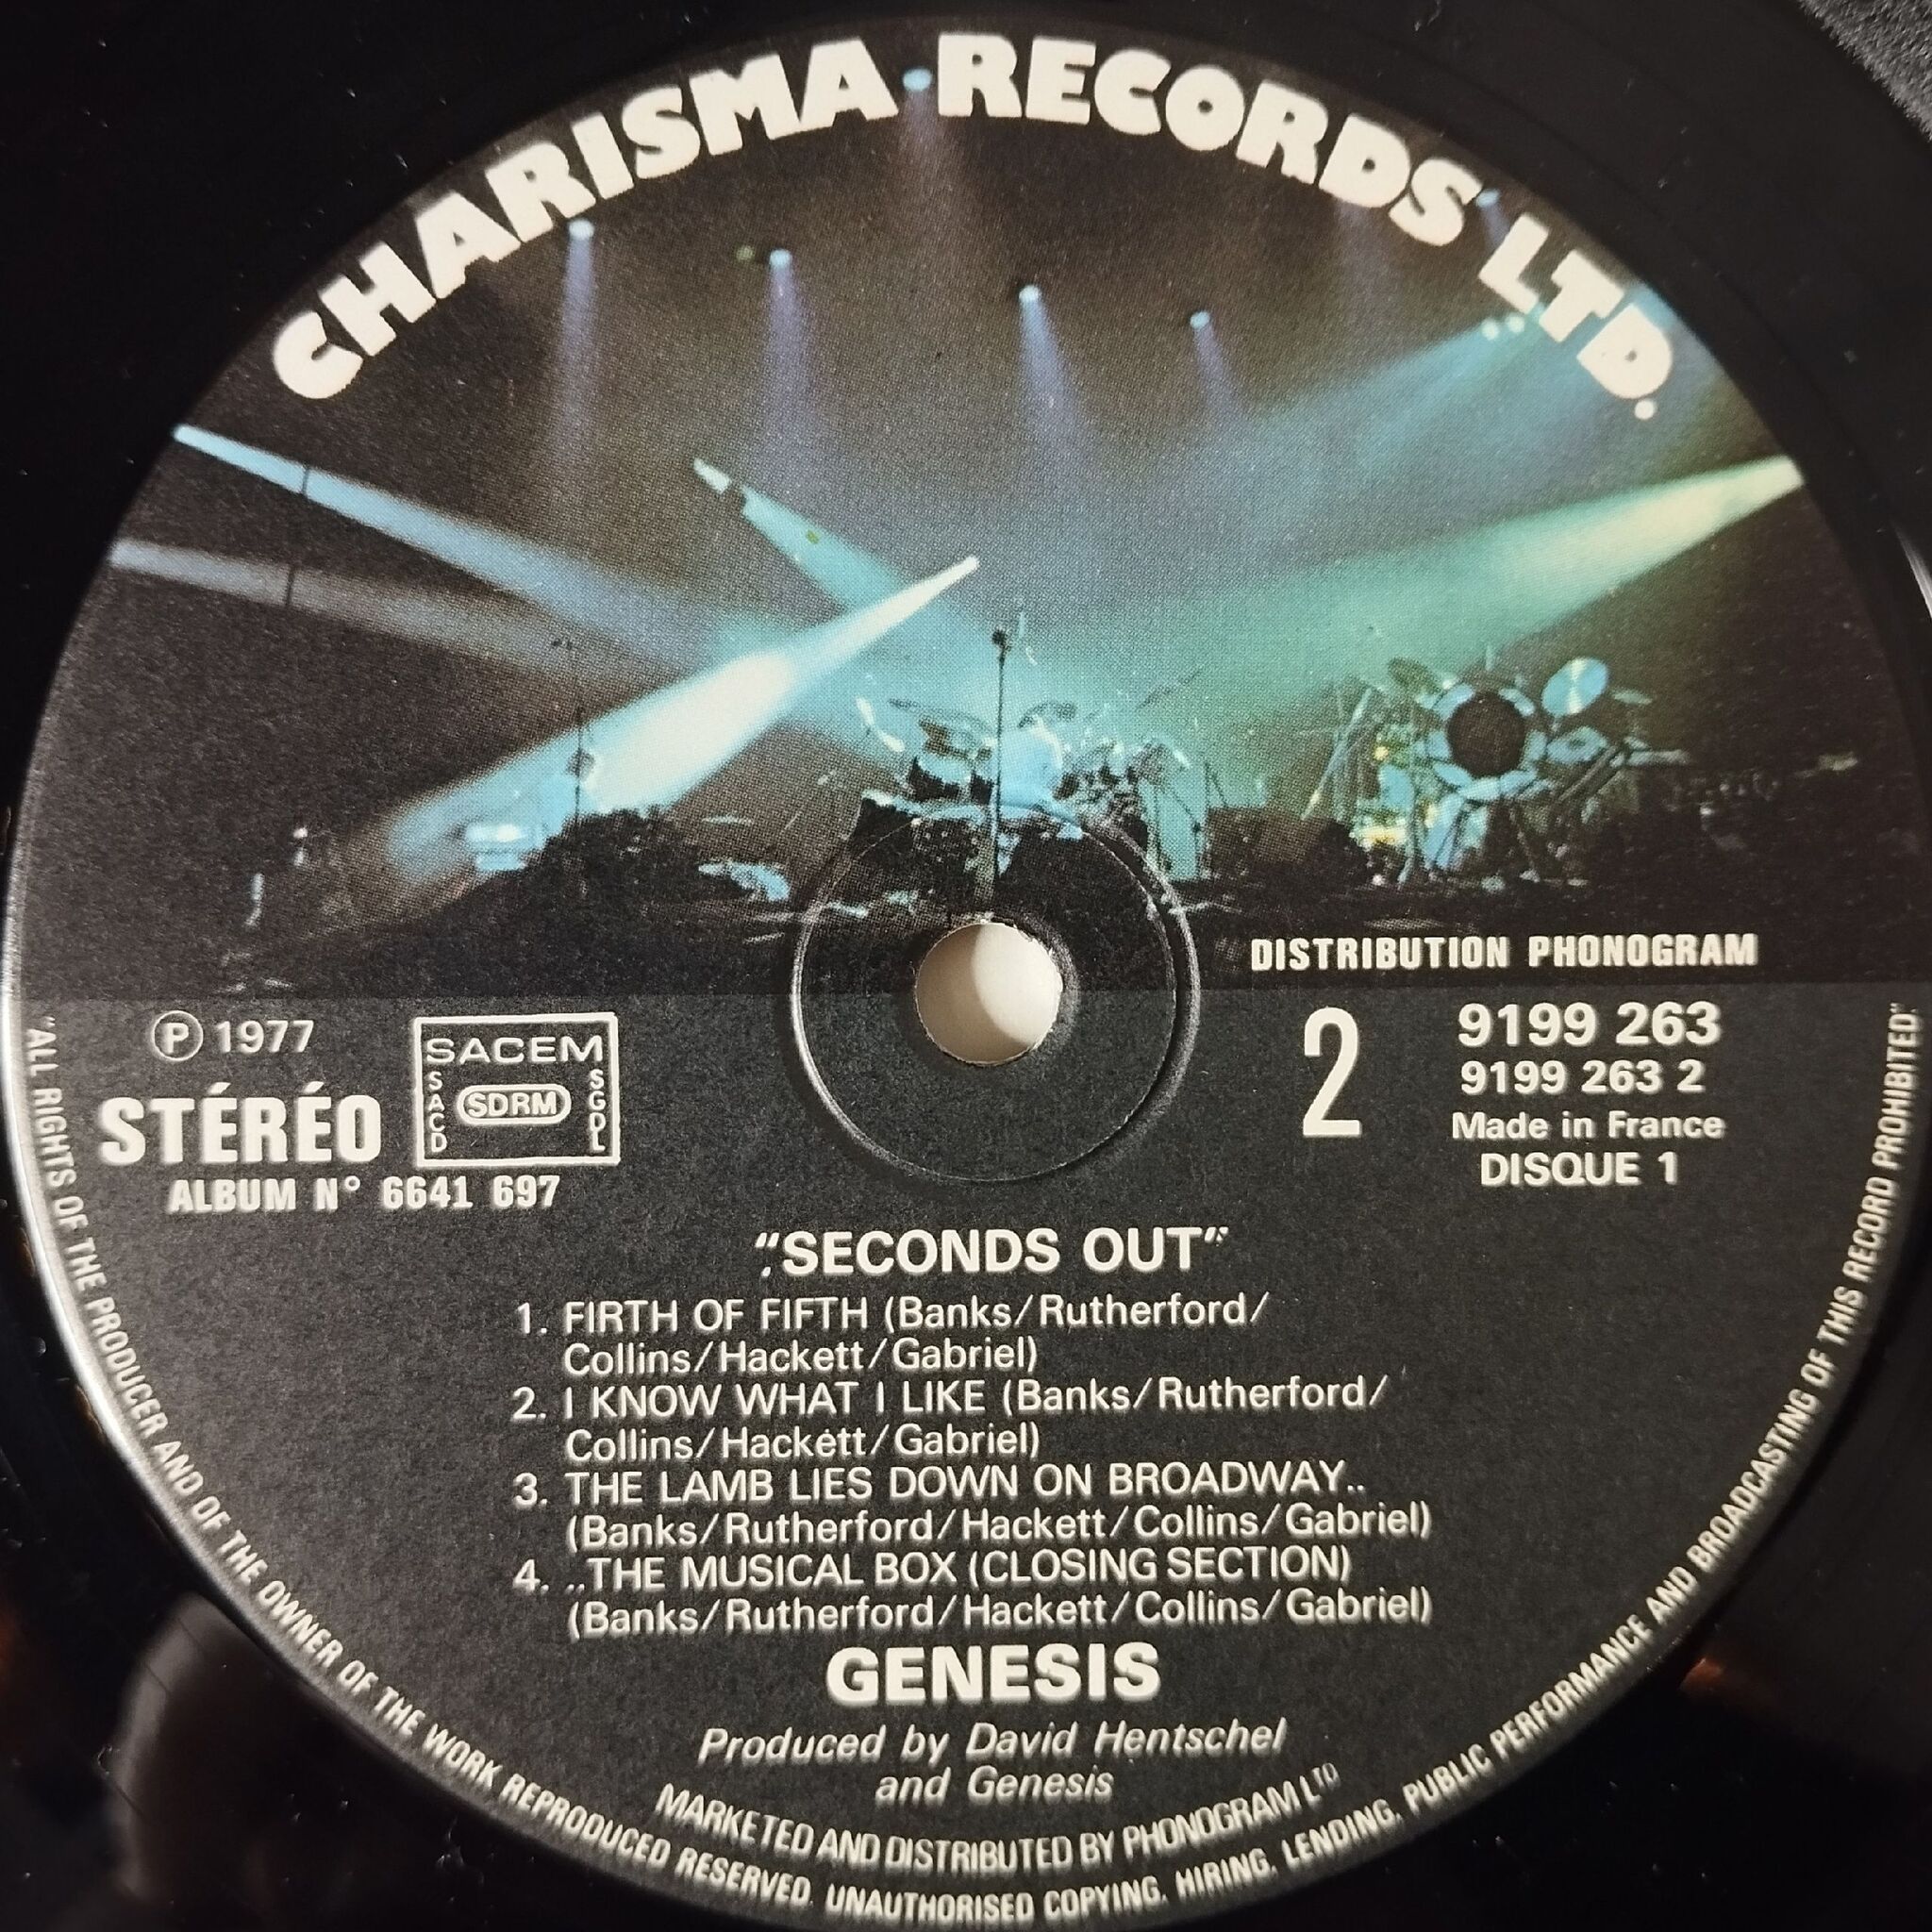 CHARISMA RECORDS LTD.
DISTRIBUTION PHONOGRAM
Ⓟ 1977
STÉRÉO
ALBUM N° 6641 697
SACEM
SACD
SDRM
SGDL
2
9199 263
9199 263 2
Made in France
DISQUE 1
"SECONDS OUT"
1. FIRTH OF FIFTH (Banks/Rutherford/
Collins/Hackett/Gabriel)
2. I KNOW WHAT I LIKE (Banks/Rutherford/
Collins/Hackett/Gabriel)
3. THE LAMB LIES DOWN ON BROADWAY..
(Banks/Rutherford/Hackett/Collins/Gabriel)
4. ..THE MUSICAL BOX (CLOSING SECTION)
(Banks/Rutherford/Hackett/Collins/Gabriel)
GENESIS
Produced by David Hentschel
and Genesis
MARKETED AND DISTRIBUTED BY PHONOGRAM LTD
"ALL RIGHTS OF THE PRODUCER AND OF THE OWNER OF THE WORK REPRODUCED RESERVED. UNAUTHORISED COPYING, HIRING, LENDING, PUBLIC PERFORMANCE AND BROADCASTING OF THIS RECORD PROHIBITED."